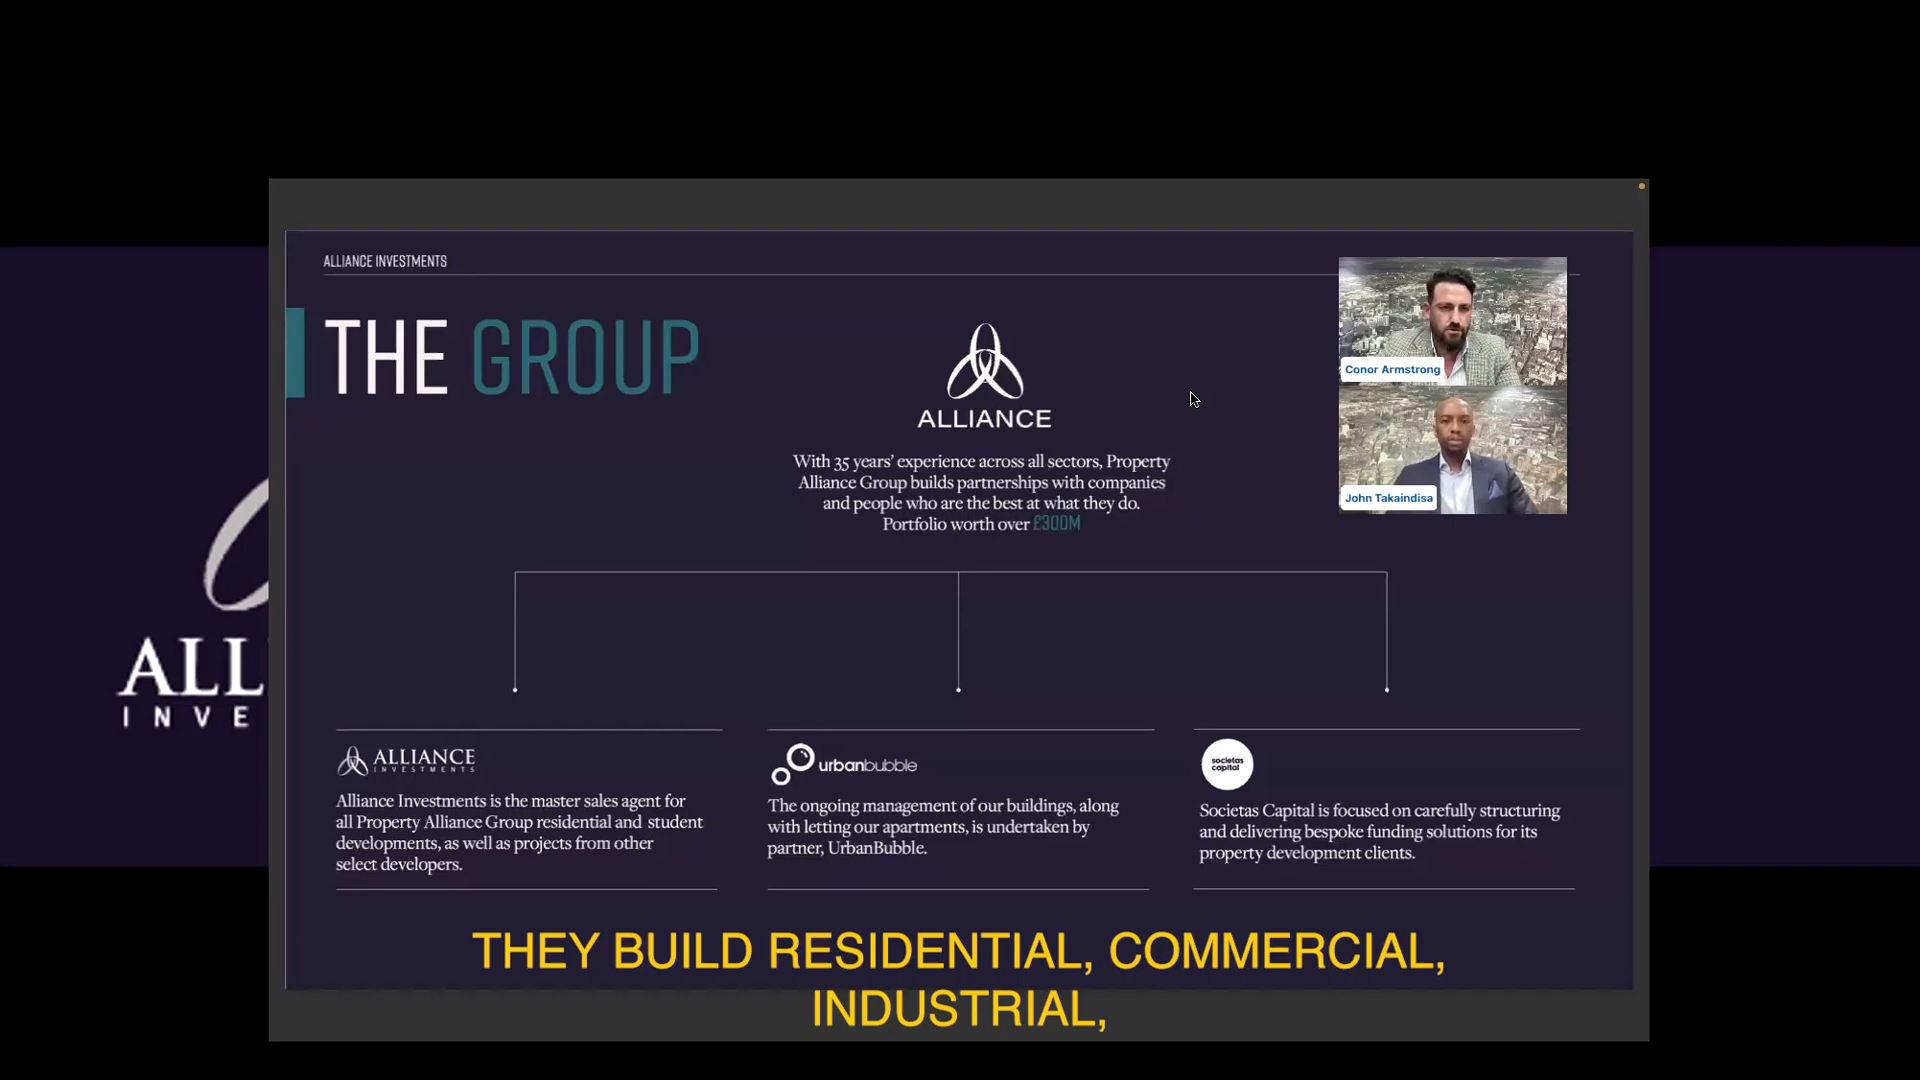 ALLIANCE INVESTMENTS
THE GROUP
ALLIANCE
With 35 years' experience across all sectors, Property
Alliance Group builds partnerships with companies
and people who are the best at what they do.
Portfolio worth over £300M
Conor Armstrong
John Takaindisa
ALL
INVE
ALLIANCE
INVESTMENTS
Alliance Investments is the master sales agent for
all Property Alliance Group residential and student
developments, as well as projects from other
select developers.
urbanbubble
The ongoing management of our buildings, along
with letting our apartments, is undertaken by
partner, UrbanBubble.
societas
capital
Societas Capital is focused on carefully structuring
and delivering bespoke funding solutions for its
property development clients.
THEY BUILD RESIDENTIAL, COMMERCIAL,
INDUSTRIAL,